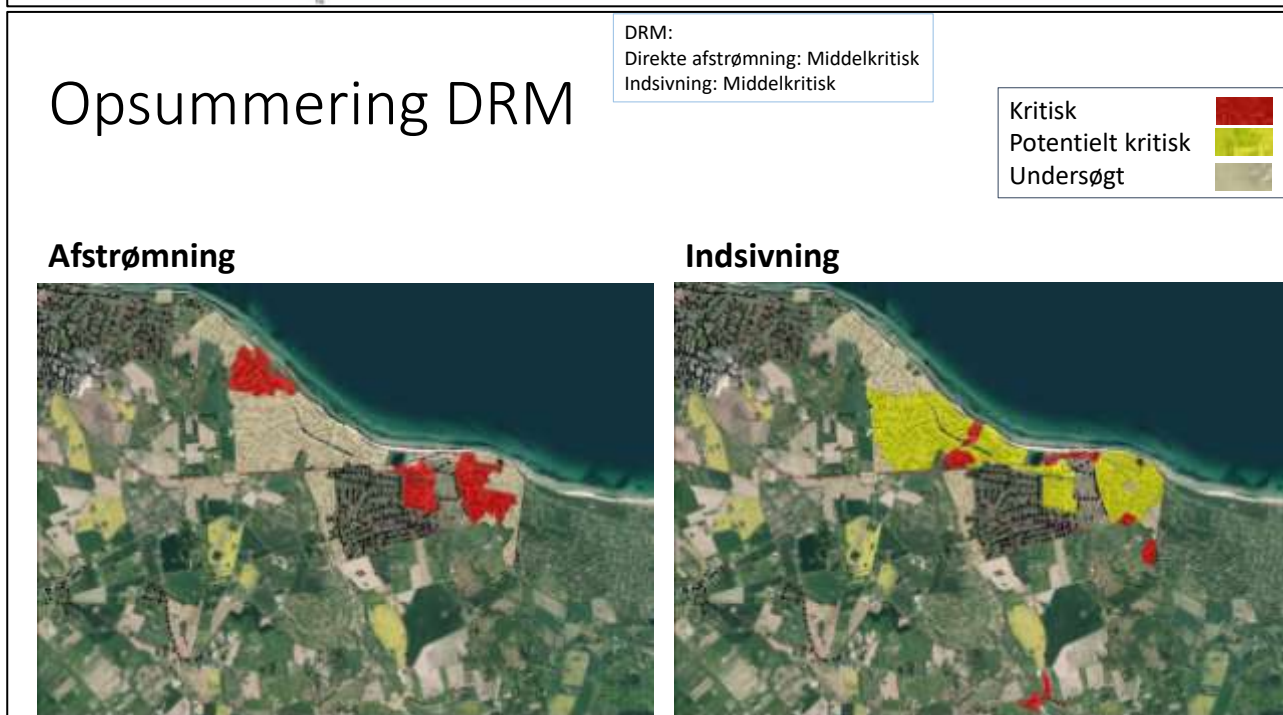 DRM:
Direkte afstrømning: Middelkritisk
Indsivning: Middelkritisk
Opsummering DRM
Kritisk
Potentielt kritisk
Undersøgt
Afstrømning
Indsivning